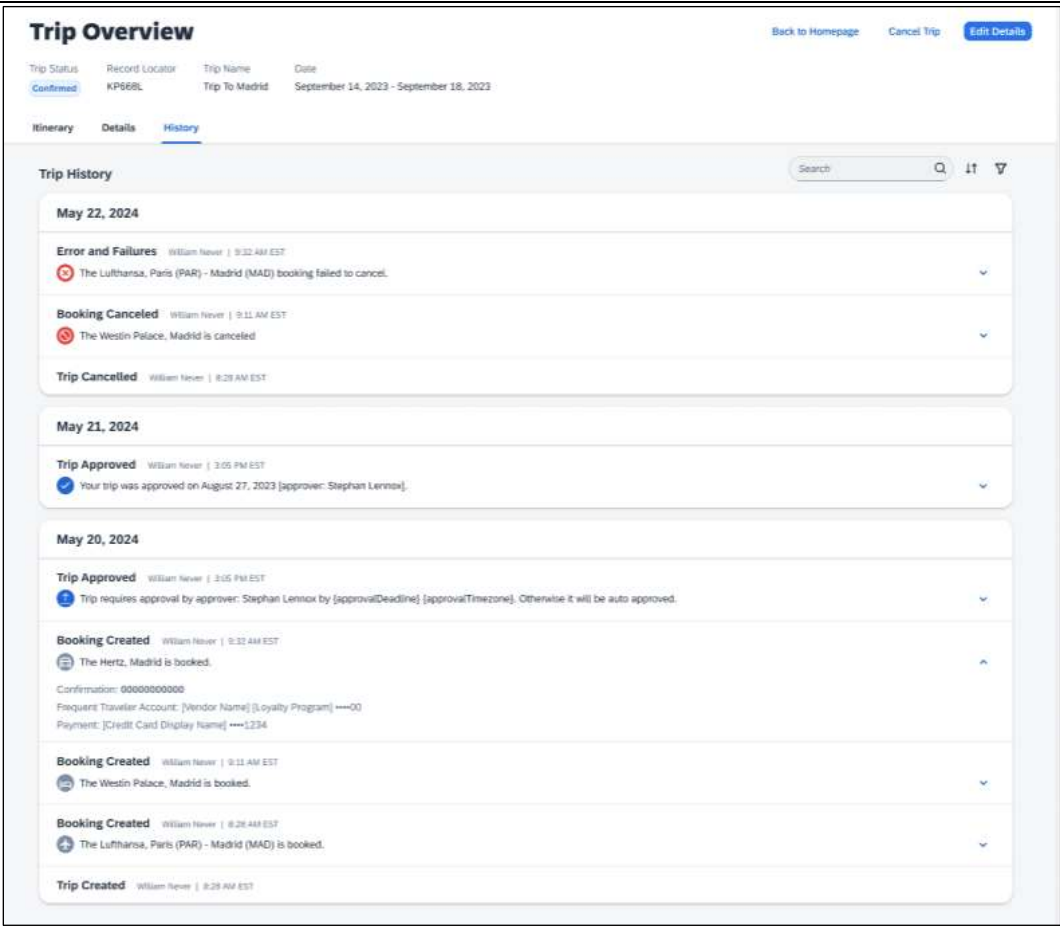 Trip Overview
Back to Homepage Cancel Trip Edit Details
Trip Status Record Locator Trip Name Date
Confirmed KP668L Trip To Madrid September 14, 2023 - September 18, 2023
Itinerary Details History
Trip History
Search
May 22, 2024
Error and Failures William Never | 9:32 AM EST
The Lufthansa, Paris (PAR) - Madrid (MAD) booking failed to cancel.
Booking Canceled William Never | 9:11 AM EST
The Westin Palace, Madrid is canceled
Trip Cancelled William Never | 8:28 AM EST
May 21, 2024
Trip Approved William Never | 3:05 PM EST
Your trip was approved on August 27, 2023 [approver: Stephan Lennox].
May 20, 2024
Trip Approved William Never | 3:05 PM EST
Trip requires approval by approver: Stephan Lennox by {approvalDeadline} {approvalTimezone}. Otherwise it will be auto approved.
Booking Created William Never | 9:32 AM EST
The Hertz, Madrid is booked.
Confirmation: 00000000000
Frequent Traveler Account: [Vendor Name] [Loyalty Program] ••••00
Payment: [Credit Card Display Name] ••••1234
Booking Created William Never | 9:11 AM EST
The Westin Palace, Madrid is booked.
Booking Created William Never | 8:28 AM EST
The Lufthansa, Paris (PAR) - Madrid (MAD) is booked.
Trip Created William Never | 8:28 AM EST